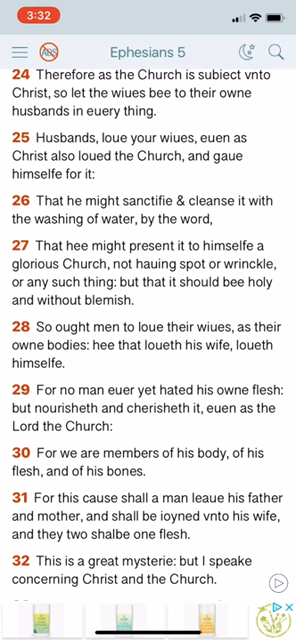 3:32
ADS
Ephesians 5
24 Therefore as the Church is subiect vnto
Christ, so let the wiues bee to their owne
husbands in euery thing.
25 Husbands, loue your wiues, euen as
Christ also loued the Church, and gaue
himselfe for it:
26 That he might sanctifie & cleanse it with
the washing of water, by the word,
27 That hee might present it to himselfe a
glorious Church, not hauing spot or wrinckle,
or any such thing: but that it should bee holy
and without blemish.
28 So ought men to loue their wiues, as their
owne bodies: hee that loueth his wife, loueth
himselfe.
29 For no man euer yet hated his owne flesh:
but nourisheth and cherisheth it, euen as the
Lord the Church:
30 For we are members of his body, of his
flesh, and of his bones.
31 For this cause shall a man leaue his father
and mother, and shall be ioyned vnto his wife,
and they two shalbe one flesh.
32 This is a great mysterie: but I speake
concerning Christ and the Church.